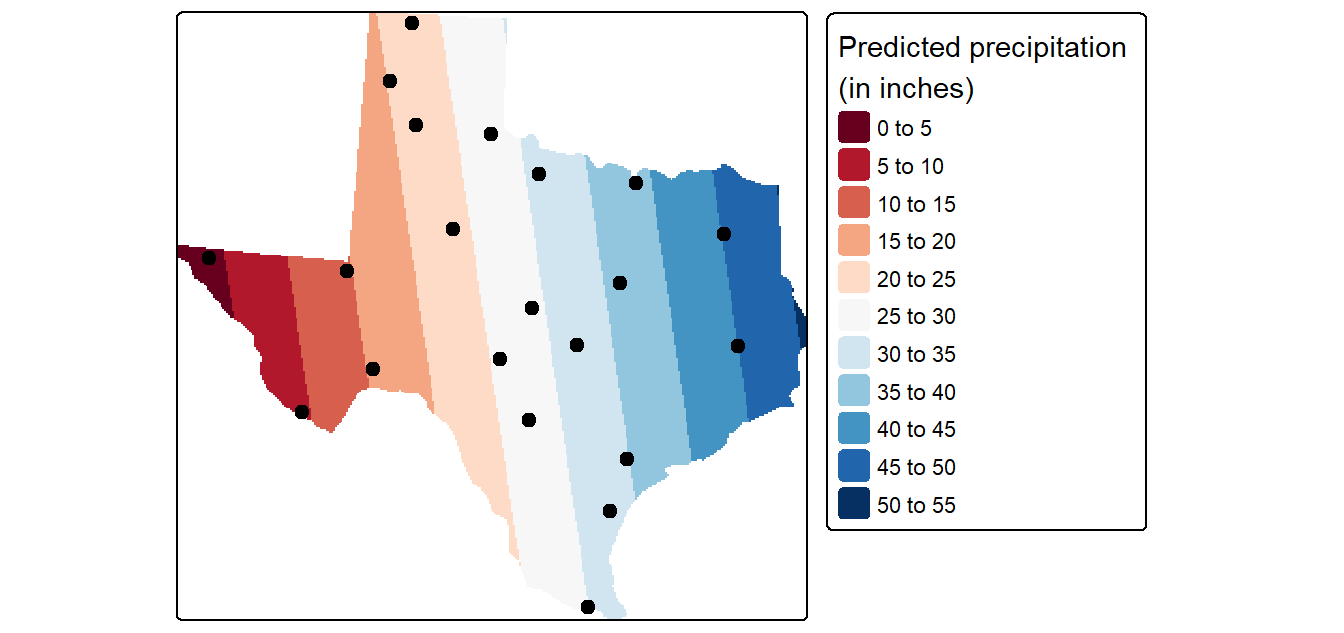 Predicted precipitation
(in inches)
0 to 5
5 to 10
10 to 15
15 to 20
20 to 25
25 to 30
30 to 35
35 to 40
40 to 45
45 to 50
50 to 55